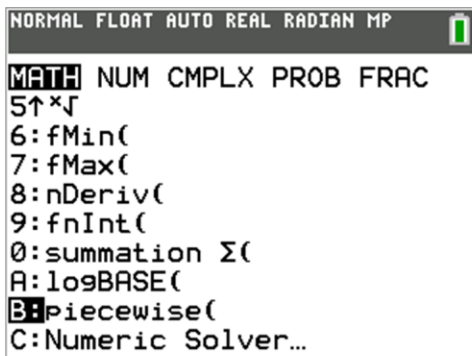 NORMAL FLOAT AUTO REAL RADIAN MP
MATH NUM CMPLX PROB FRAC
5↑ˣ√
6:fMin(
7:fMax(
8:nDeriv(
9:fnInt(
0:summation Σ(
A:logBASE(
B:piecewise(
C:Numeric Solver…